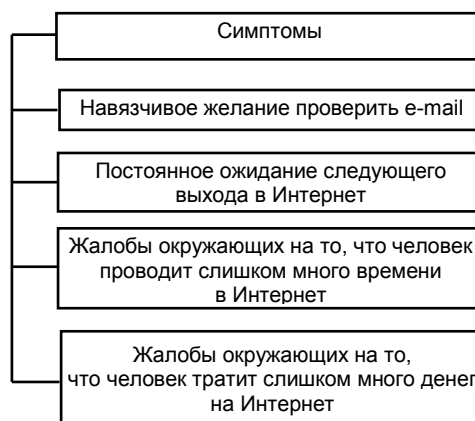 Симптомы
Навязчивое желание проверить e-mail
Постоянное ожидание следующего
выхода в Интернет
Жалобы окружающих на то, что человек
проводит слишком много времени
в Интернет
Жалобы окружающих на то,
что человек тратит слишком много денег
на Интернет